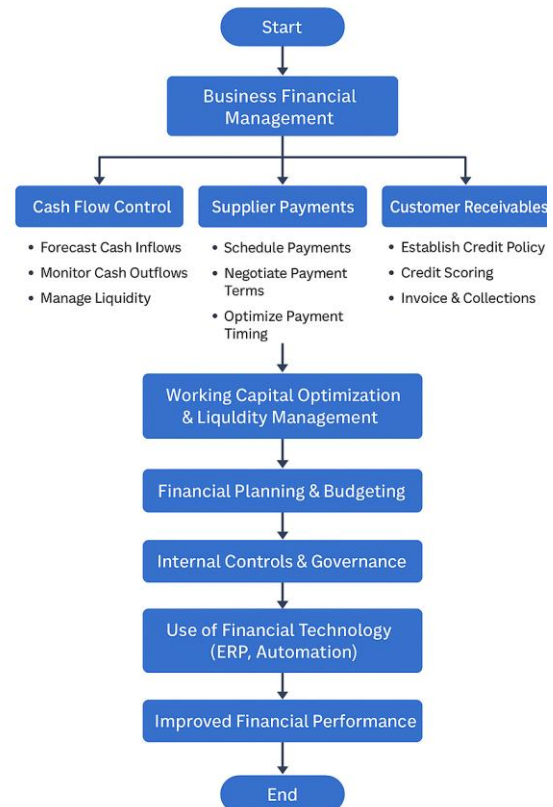 Start
Business Financial
Management
Cash Flow Control
• Forecast Cash Inflows
• Monitor Cash Outflows
• Manage Liquidity
Supplier Payments
• Schedule Payments
• Negotiate Payment
Terms
• Optimize Payment
Timing
Customer Receivables
• Establish Credit Policy
• Credit Scoring
• Invoice & Collections
Working Capital Optimization
& Liquldity Management
Financial Planning & Budgeting
Internal Controls & Governance
Use of Financial Technology
(ERP, Automation)
Improved Financial Performance
End